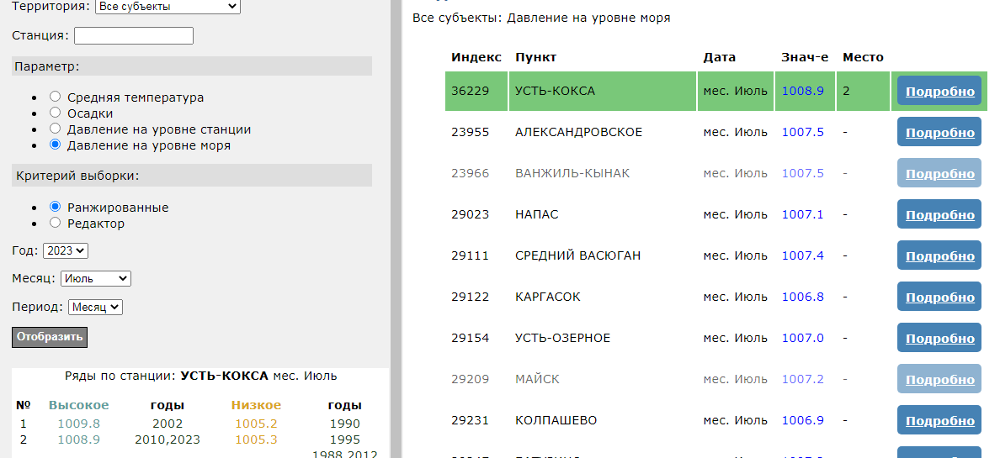 Территория: Все субъекты
Станция:
Параметр:
Средняя температура
Осадки
Давление на уровне станции
Давление на уровне моря
Критерий выборки:
Ранжированные
Редактор
Год: 2023
Месяц: Июль
Период: Месяц
Отобразить
Ряды по станции: УСТЬ-КОКСА мес. Июль
№ Высокое годы Низкое годы
1 1009.8 2002 1005.2 1990
2 1008.9 2010,2023 1005.3 1995
1988,2012
Все субъекты: Давление на уровне моря
Индекс Пункт Дата Знач-е Место
36229 УСТЬ-КОКСА мес. Июль 1008.9 2 Подробно
23955 АЛЕКСАНДРОВСКОЕ мес. Июль 1007.5 - Подробно
23966 ВАНЖИЛЬ-КЫНАК мес. Июль 1007.5 - Подробно
29023 НАПАС мес. Июль 1007.1 - Подробно
29111 СРЕДНИЙ ВАСЮГАН мес. Июль 1007.4 - Подробно
29122 КАРГАСОК мес. Июль 1006.8 - Подробно
29154 УСТЬ-ОЗЕРНОЕ мес. Июль 1007.0 - Подробно
29209 МАЙСК мес. Июль 1007.2 - Подробно
29231 КОЛПАШЕВО мес. Июль 1006.9 - Подробно